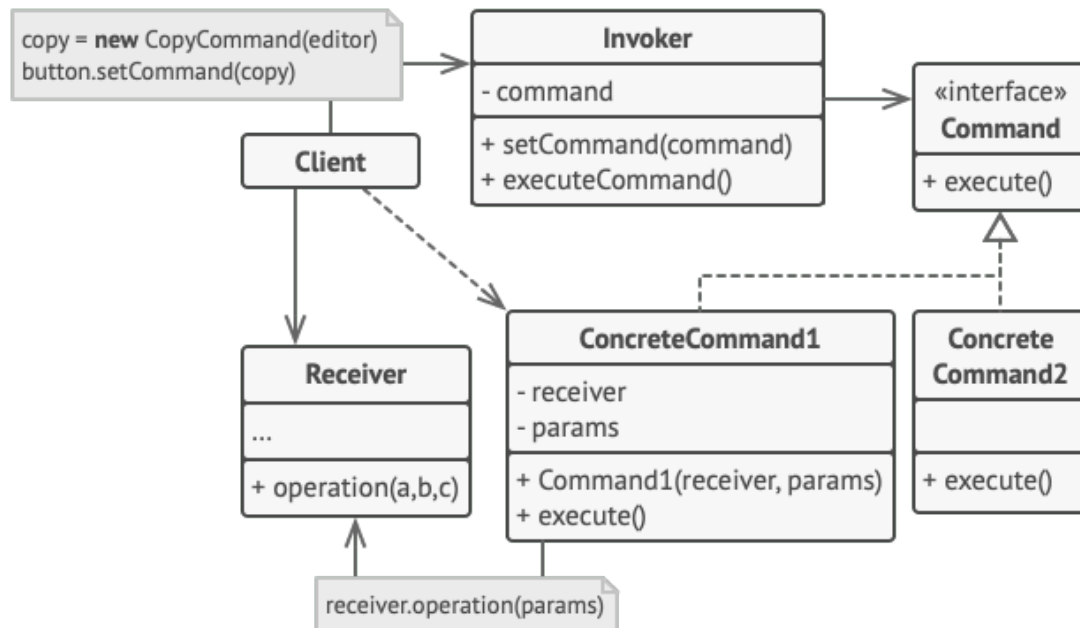 copy = new CopyCommand(editor)
button.setCommand(copy)
Invoker
- command
+ setCommand(command)
+ executeCommand()
«interface»
Command
+ execute()
Client
Receiver
...
+ operation(a,b,c)
ConcreteCommand1
- receiver
- params
+ Command1(receiver, params)
+ execute()
Concrete
Command2
+ execute()
receiver.operation(params)